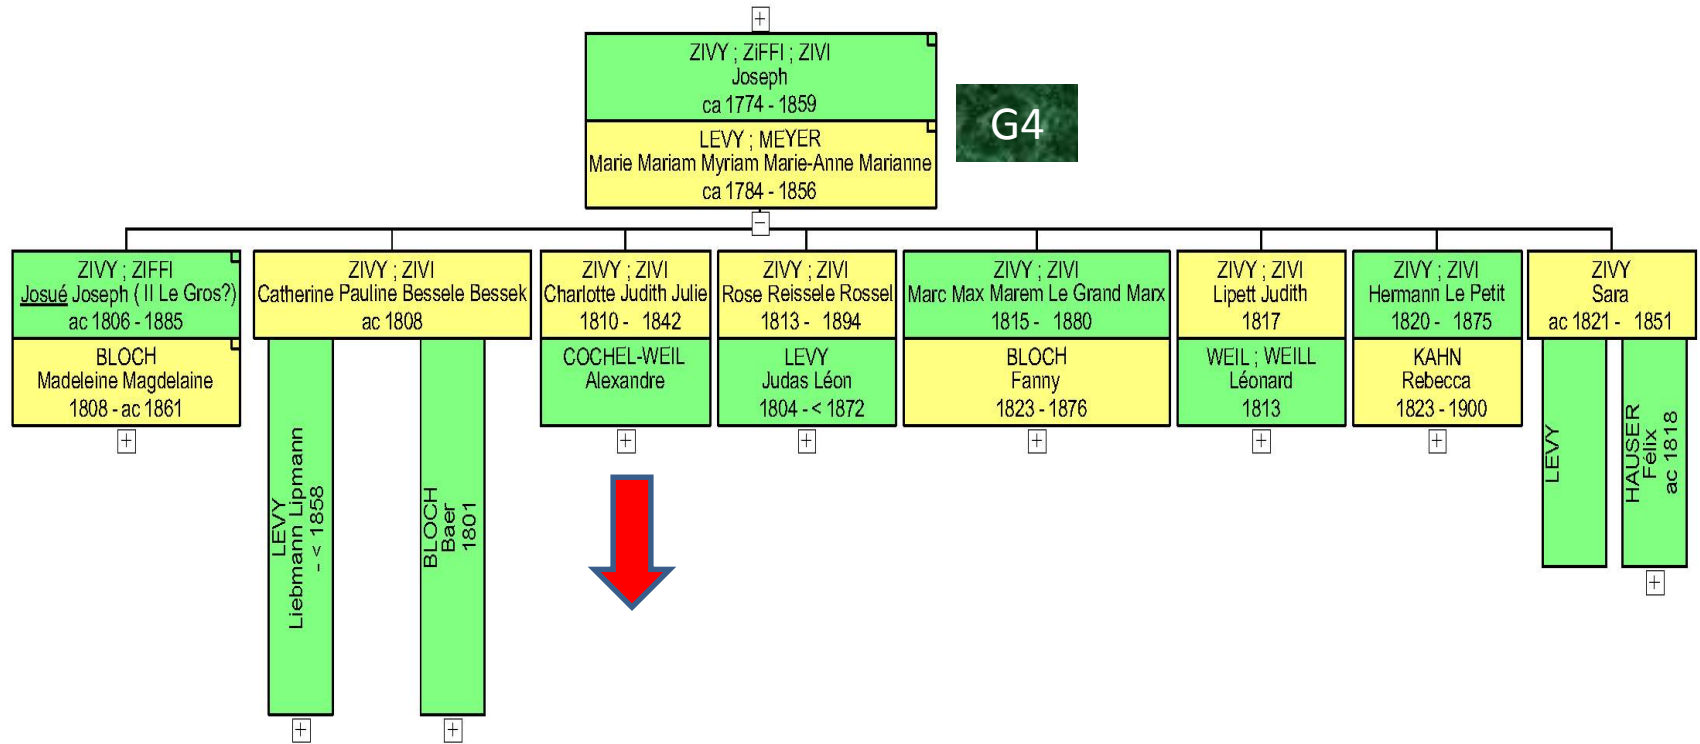 ZIVY ; ZiFFI ; ZIVI
Joseph
ca 1774 - 1859
LEVY ; MEYER
Marie Mariam Myriam Marie-Anne Marianne
ca 1784 - 1856
G4
ZIVY ; ZIFFI
Josué Joseph ( II Le Gros?)
ac 1806 - 1885
BLOCH
Madeleine Magdelaine
1808 - ac 1861
ZIVY ; ZIVI
Catherine Pauline Bessele Bessek
ac 1808
LEVY
Liebmann Lipmann
- < 1858
BLOCH
Baer
1801
ZIVY ; ZIVI
Charlotte Judith Julie
1810 - 1842
COCHEL-WEIL
Alexandre
ZIVY ; ZIVI
Rose Reissele Rossel
1813 - 1894
LEVY
Judas Léon
1804 - < 1872
ZIVY ; ZIVI
Marc Max Marem Le Grand Marx
1815 - 1880
BLOCH
Fanny
1823 - 1876
ZIVY ; ZIVI
Lipett Judith
1817
WEIL ; WEILL
Léonard
1813
ZIVY ; ZIVI
Hermann Le Petit
1820 - 1875
KAHN
Rebecca
1823 - 1900
ZIVY
Sara
ac 1821 - 1851
LEVY
HAUSER
Félix
ac 1818